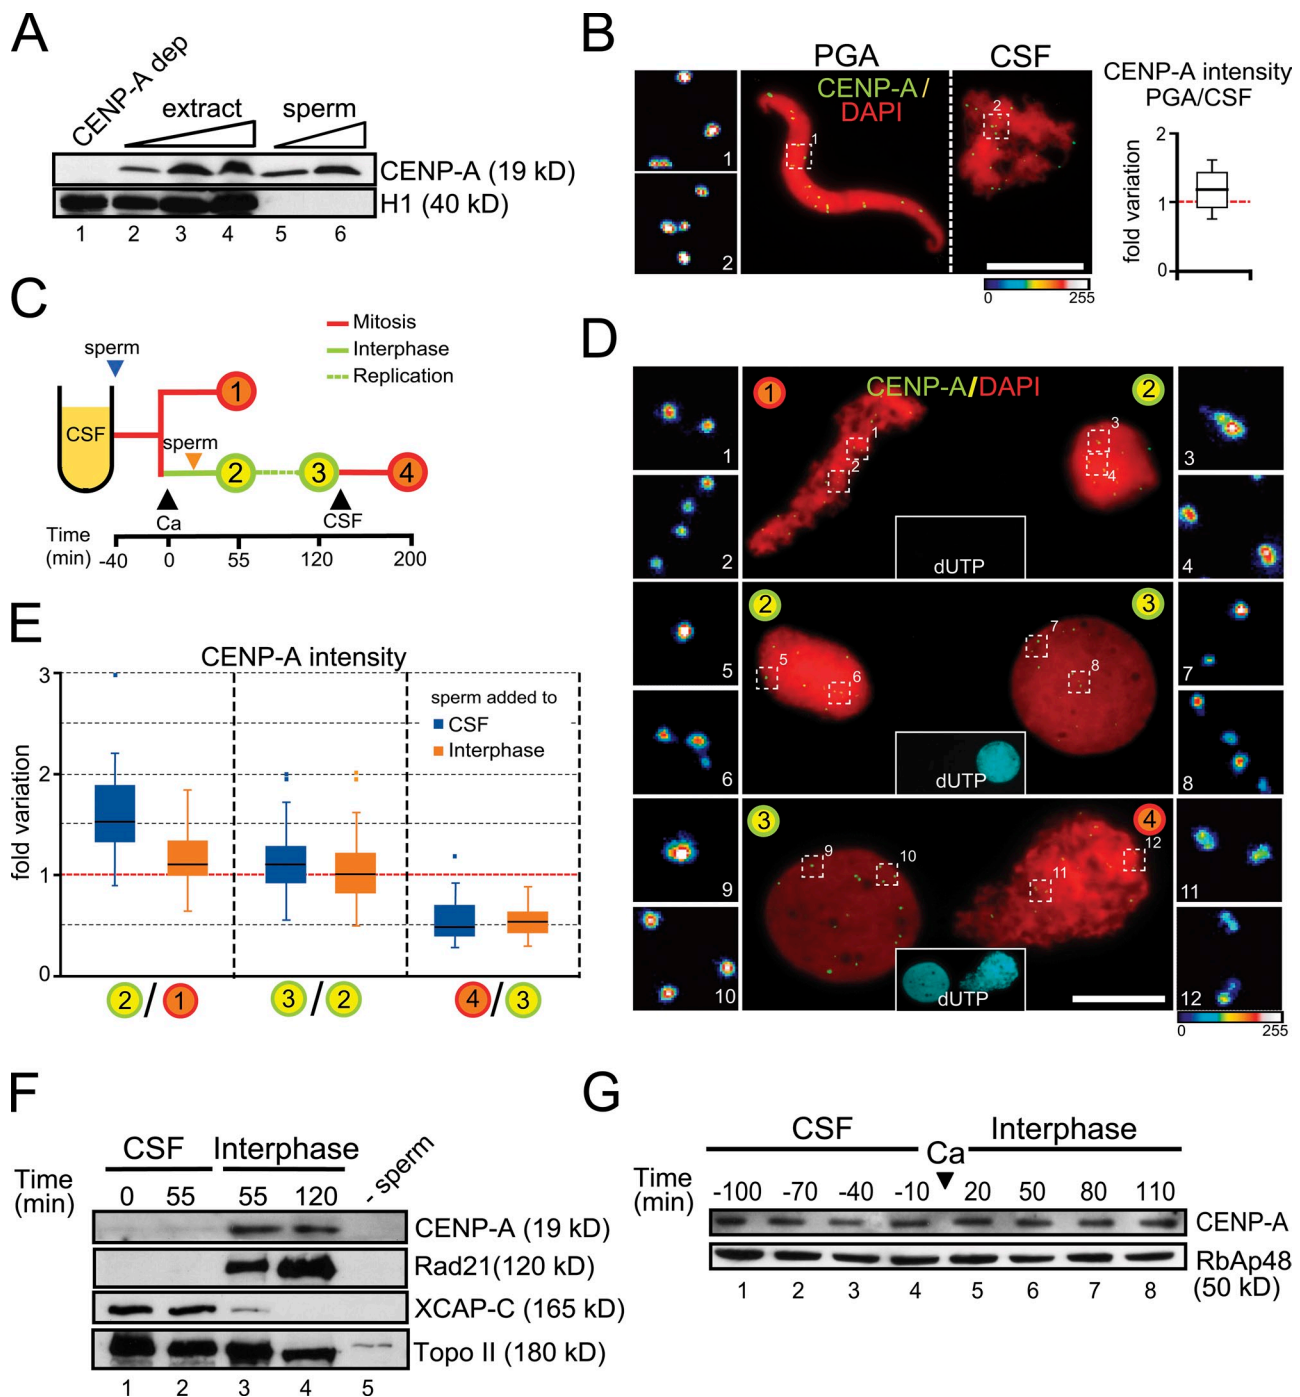 A
CENP-A dep
extract
sperm
CENP-A (19 kD)
H1 (40 kD)
1 2 3 4 5 6
B
PGA
CSF
CENP-A/
DAPI
1
2
1
2
0 255
CENP-A intensity
PGA/CSF
fold variation
2
1
0
C
Mitosis
Interphase
Replication
sperm
CSF
sperm
1
2
3
4
Ca
CSF
Time
(min)
-40 0 55 120 200
D
CENP-A/DAPI
1
2
1
2
3
4
dUTP
1
2
3
4
2
3
5
6
7
8
dUTP
5
6
7
8
3
4
9
10
11
12
dUTP
9
10
11
12
0 255
E
CENP-A intensity
fold variation
3
2
1
0
sperm added to
CSF
Interphase
2/1
3/2
4/3
F
CSF
Interphase
- sperm
Time
(min)
0 55 55 120
CENP-A (19 kD)
Rad21(120 kD)
XCAP-C (165 kD)
Topo II (180 kD)
1 2 3 4 5
G
CSF
Ca
Interphase
Time
(min)
-100 -70 -40 -10 20 50 80 110
CENP-A
RbAp48
(50 kD)
1 2 3 4 5 6 7 8